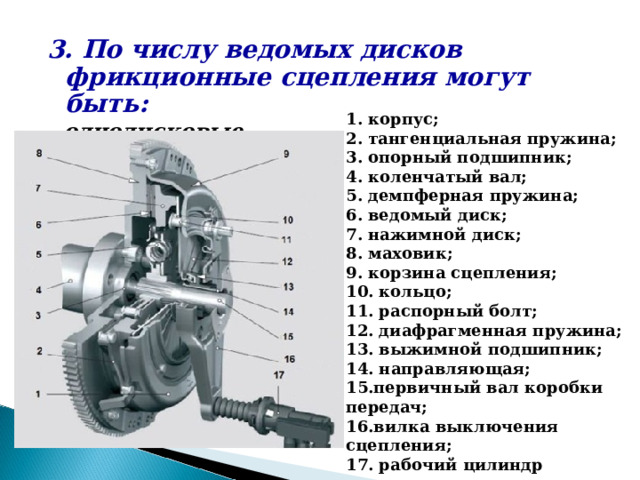 3. По числу ведомых дисков
фрикционные сцепления могут
быть:
однодисковые
1. корпус;
2. тангенциальная пружина;
3. опорный подшипник;
4. коленчатый вал;
5. демпферная пружина;
6. ведомый диск;
7. нажимной диск;
8. маховик;
9. корзина сцепления;
10. кольцо;
11. распорный болт;
12. диафрагменная пружина;
13. выжимной подшипник;
14. направляющая;
15.первичный вал коробки
передач;
16.вилка выключения
сцепления;
17. рабочий цилиндр
8
7
6
5
4
3
2
1
9
10
11
12
13
14
15
16
17